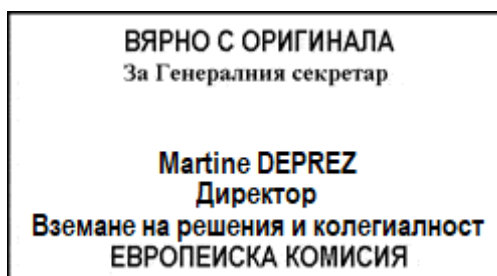 ВЯРНО С ОРИГИНАЛА
За Генералния секретар
Martine DEPREZ
Директор
Вземане на решения и колегиалност
ЕВРОПЕИСКА КОМИСИЯ